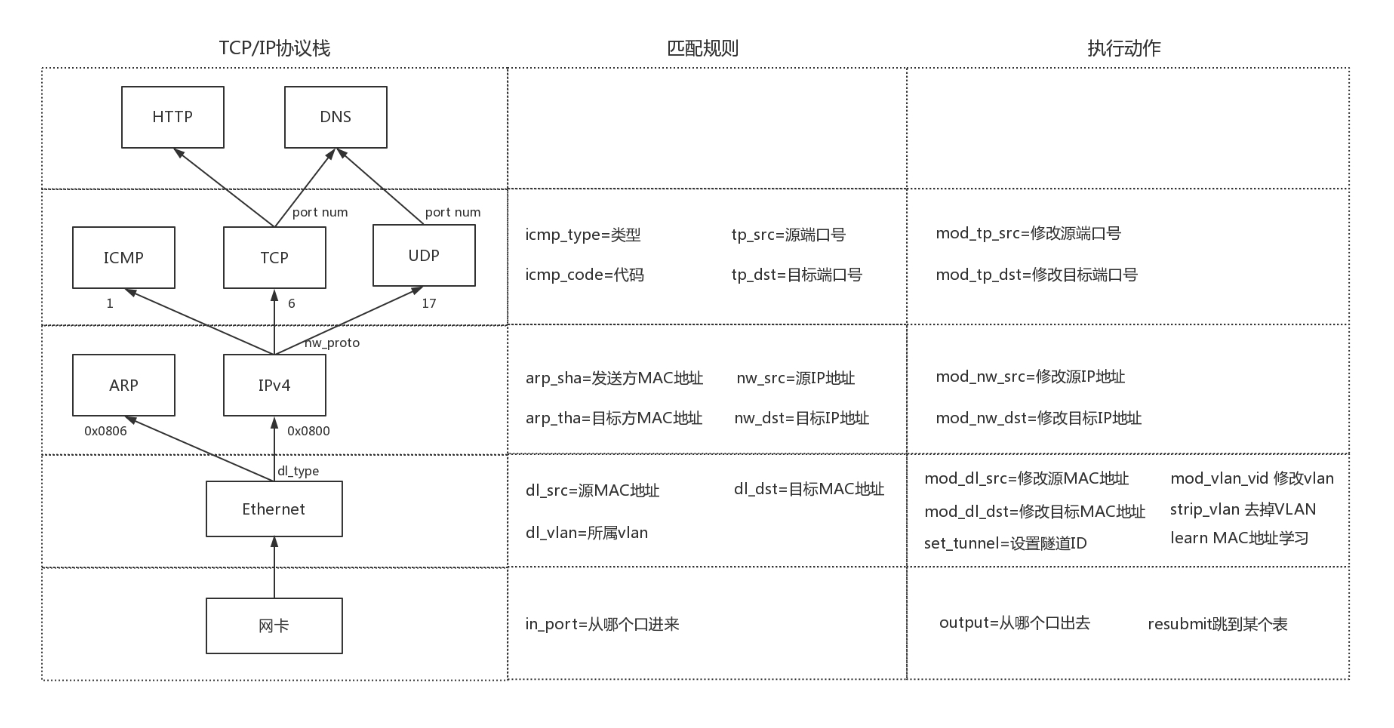 TCP/IP协议栈
匹配规则
执行动作
HTTP
DNS
port num
port num
ICMP
TCP
UDP
1
6
17
icmp_type=类型
tp_src=源端口号
icmp_code=代码
tp_dst=目标端口号
mod_tp_src=修改源端口号
mod_tp_dst=修改目标端口号
nw_proto
ARP
IPv4
0x0806
0x0800
arp_sha=发送方MAC地址
nw_src=源IP地址
arp_tha=目标方MAC地址
nw_dst=目标IP地址
mod_nw_src=修改源IP地址
mod_nw_dst=修改目标IP地址
dl_type
Ethernet
dl_src=源MAC地址
dl_dst=目标MAC地址
dl_vlan=所属vlan
mod_dl_src=修改源MAC地址
mod_vlan_vid 修改vlan
mod_dl_dst=修改目标MAC地址
strip_vlan 去掉VLAN
set_tunnel=设置隧道ID
learn MAC地址学习
网卡
in_port=从哪个口进来
output=从哪个口出去
resubmit跳到某个表